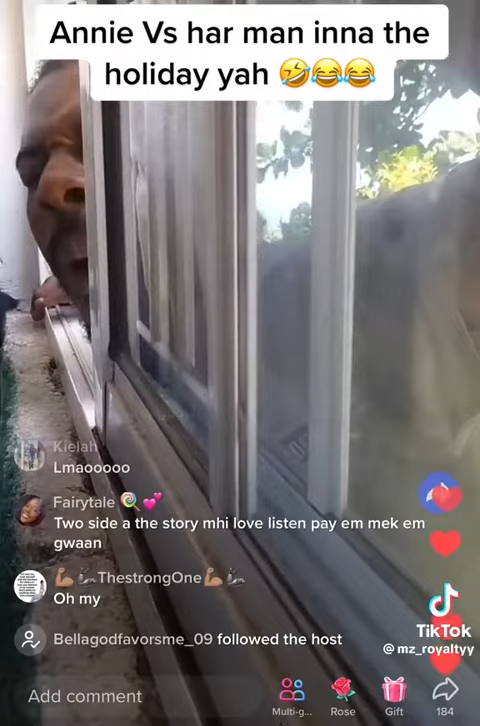 Annie Vs har man inna the
holiday yah 🤣😂😂
Kielah
Lmaooooo
Fairytale 🍭💕
Two side a the story mhi love listen pay em mek em
gwaan
💪🏽🦾ThestrongOne💪🏽🦾
Oh my
Bellagodfavorsme_09 followed the host
TikTok
@ mz_royaltyy
Add comment
Multi-g...
Rose
Gift
184